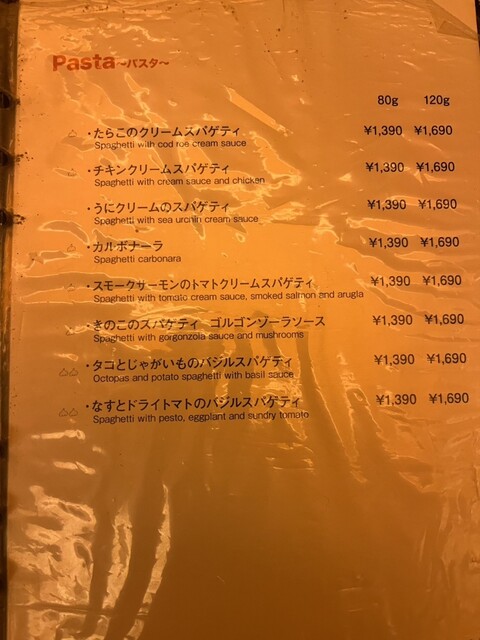 Pasta～パスタ～
80g 120g
・たらこのクリームスパゲティ ¥1,390 ¥1,690
Spaghetti with cod roe cream sauce
・チキンクリームスパゲティ ¥1,390 ¥1,690
Spaghetti with cream sauce and chicken
・うにクリームのスパゲティ ¥1,390 ¥1,690
Spaghetti with sea urchin cream sauce
・カルボナーラ ¥1,390 ¥1,690
Spaghetti carbonara
・スモークサーモンのトマトクリームスパゲティ ¥1,390 ¥1,690
Spaghetti with tomato cream sauce, smoked salmon and arugla
・きのこのスパゲティ　ゴルゴンゾーラソース ¥1,390 ¥1,690
Spaghetti with gorgonzola sauce and mushrooms
・タコとじゃがいものバジルスパゲティ ¥1,390 ¥1,690
Octopus and potato spaghetti with basil sauce
・なすとドライトマトのバジルスパゲティ ¥1,390 ¥1,690
Spaghetti with pesto, eggplant and sundry tomato